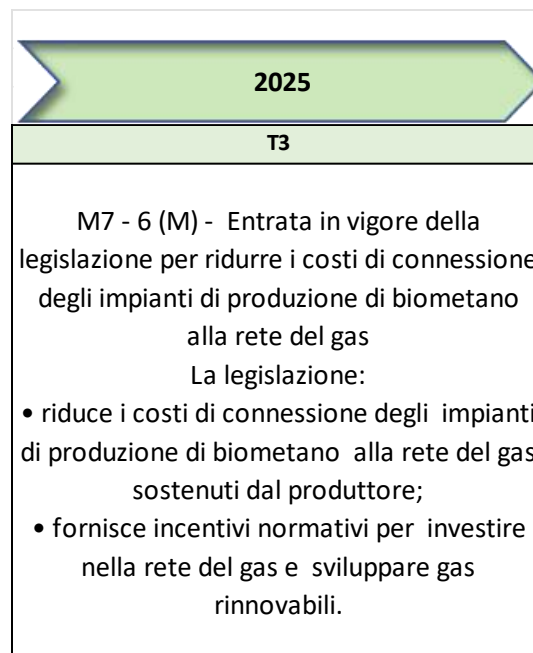 2025
T3
M7 - 6 (M) - Entrata in vigore della
legislazione per ridurre i costi di connessione
degli impianti di produzione di biometano
alla rete del gas
La legislazione:
• riduce i costi di connessione degli impianti
di produzione di biometano alla rete del gas
sostenuti dal produttore;
• fornisce incentivi normativi per investire
nella rete del gas e sviluppare gas
rinnovabili.